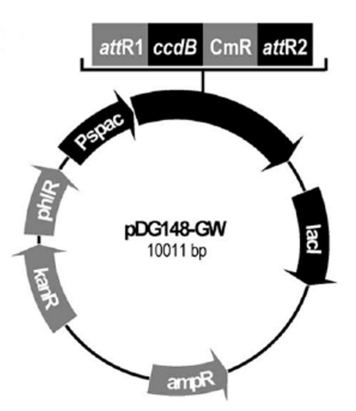 attR1 ccdB CmR attR2
Pspac
phlR
pDG148-GW
10011 bp
lacI
kanR
ampR